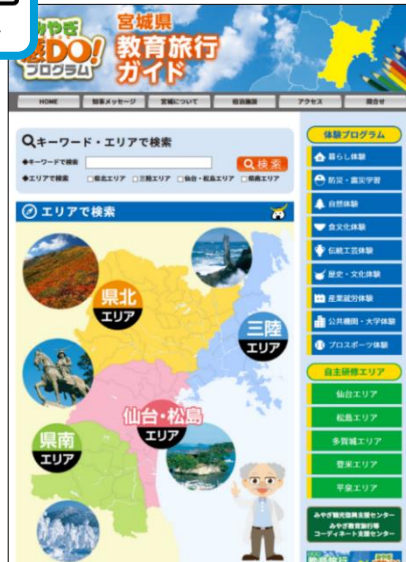 みやぎ
感DO!
プログラム
宮城県
教育旅行
ガイド
HOME
知事メッセージ
宮城について
宿泊施設
アクセス
問合せ
キーワード・エリアで検索
◆キーワードで検索
検索
◆エリアで検索 □県北エリア □三陸エリア □仙台・松島エリア □県南エリア
エリアで検索
県北
エリア
三陸
エリア
仙台・松島
エリア
県南
エリア
体験プログラム
暮らし体験
防災・震災学習
自然体験
食文化体験
伝統工芸体験
歴史・文化体験
産業就労体験
公共機関・大学体験
プロスポーツ体験
自主研修エリア
仙台エリア
松島エリア
多賀城エリア
登米エリア
平泉エリア
みやぎ観光復興支援センター
みやぎ教育旅行等
コーディネート支援センター